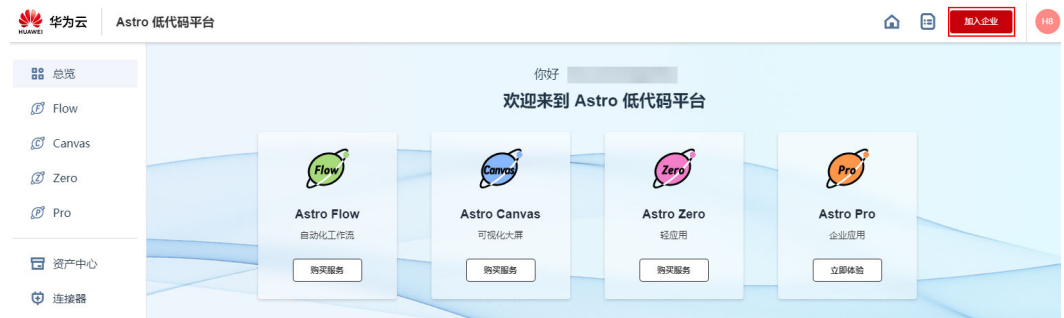 HUAWEI 华为云 Astro 低代码平台 加入企业 H8
总览
Flow
Canvas
Zero
Pro
资产中心
连接器
你好
欢迎来到 Astro 低代码平台
Flow
Astro Flow
自动化工作流
购买服务
Canvas
Astro Canvas
可视化大屏
购买服务
Zero
Astro Zero
轻应用
购买服务
Pro
Astro Pro
企业应用
立即体验